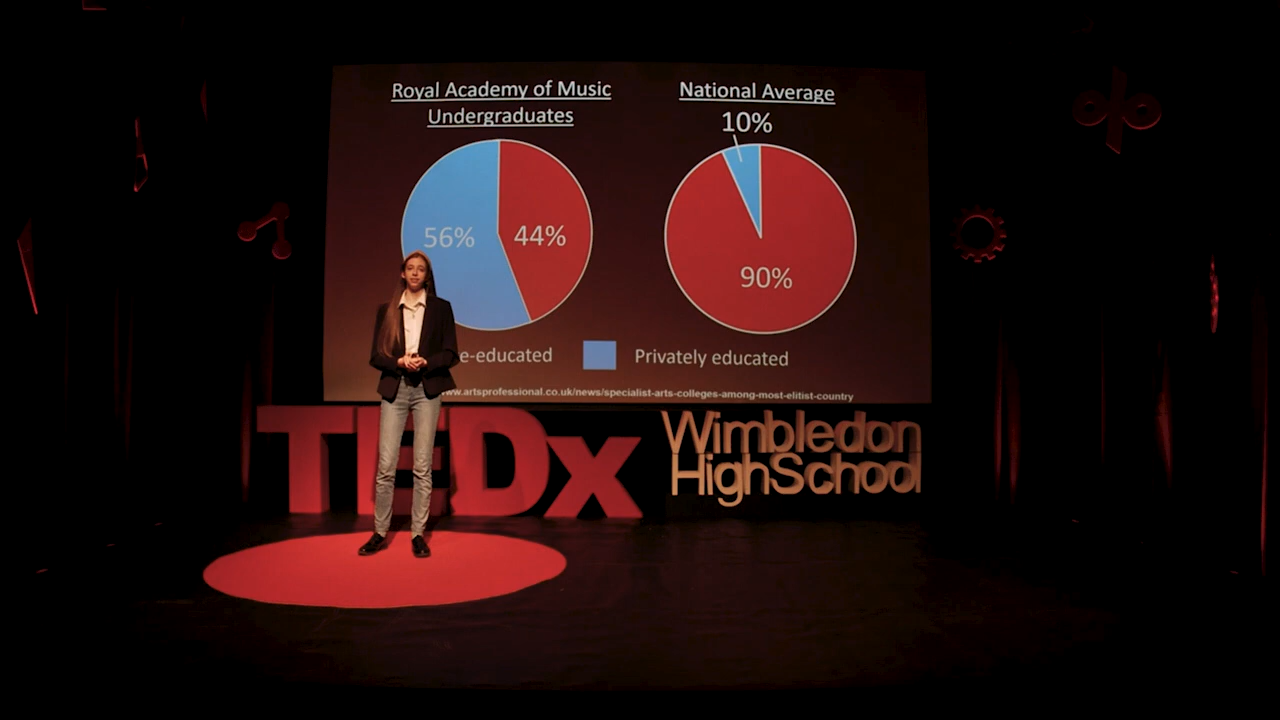 Royal Academy of Music
Undergraduates
National Average
10%
56%
44%
90%
e-educated
Privately educated
www.artsprofessional.co.uk/news/specialist-arts-colleges-among-most-elitist-country
TEDx
Wimbledon
HighSchool